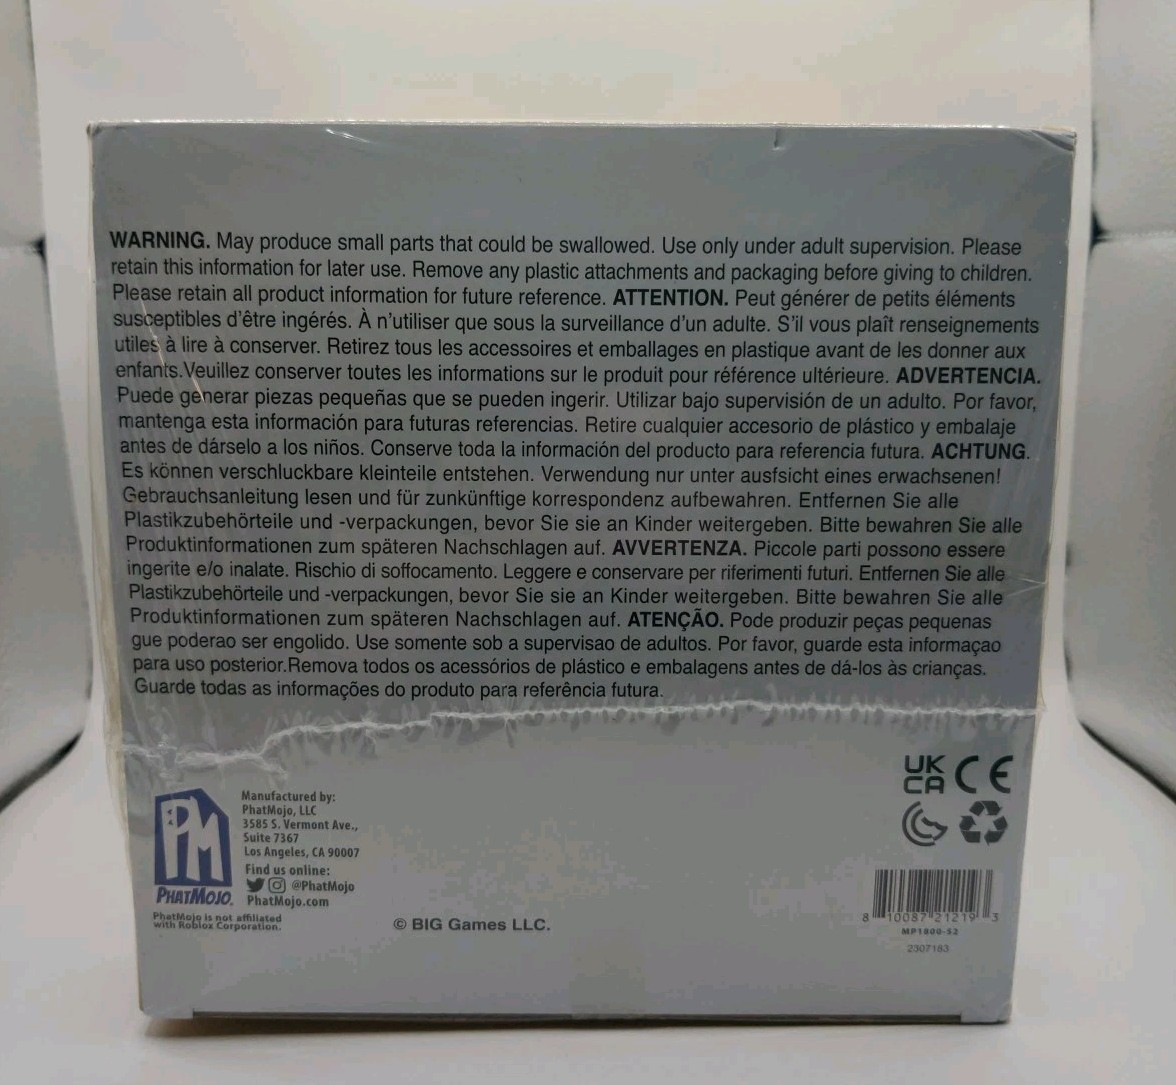 WARNING. May produce small parts that could be swallowed. Use only under adult supervision. Please
retain this information for later use. Remove any plastic attachments and packaging before giving to children.
Please retain all product information for future reference. ATTENTION. Peut générer de petits éléments
susceptibles d'être ingérés. À n'utiliser que sous la surveillance d'un adulte. S'il vous plaît renseignements
utiles à lire à conserver. Retirez tous les accessoires et emballages en plastique avant de les donner aux
enfants.Veuillez conserver toutes les informations sur le produit pour référence ultérieure. ADVERTENCIA.
Puede generar piezas pequeñas que se pueden ingerir. Utilizar bajo supervisión de un adulto. Por favor,
mantenga esta información para futuras referencias. Retire cualquier accesorio de plástico y embalaje
antes de dárselo a los niños. Conserve toda la información del producto para referencia futura. ACHTUNG.
Es können verschluckbare kleinteile entstehen. Verwendung nur unter ausfsicht eines erwachsenen!
Gebrauchsanleitung lesen und für zunkünftige korrespondenz aufbewahren. Entfernen Sie alle
Plastikzubehörteile und -verpackungen, bevor Sie sie an Kinder weitergeben. Bitte bewahren Sie alle
Produktinformationen zum späteren Nachschlagen auf. AVVERTENZA. Piccole parti possono essere
ingerite e/o inalate. Rischio di soffocamento. Leggere e conservare per riferimenti futuri. Entfernen Sie alle
Plastikzubehörteile und -verpackungen, bevor Sie sie an Kinder weitergeben. Bitte bewahren Sie alle
Produktinformationen zum späteren Nachschlagen auf. ATENÇÃO. Pode produzir peças pequenas
gue poderao ser engolido. Use somente sob a supervisao de adultos. Por favor, guarde esta informaçao
para uso posterior.Remova todos os acessórios de plástico e embalagens antes de dá-los às crianças.
Guarde todas as informações do produto para referência futura.
UK
CA CE
PM
PHATMOJO.
Manufactured by:
PhatMojo, LLC
3585 S. Vermont Ave.,
Suite 7367
Los Angeles, CA 90007
Find us online:
@PhatMojo
PhatMojo.com
PhatMojo is not affiliated
with Roblox Corporation.
© BIG Games LLC.
8 10087 21219 3
MP1800-52
2307183